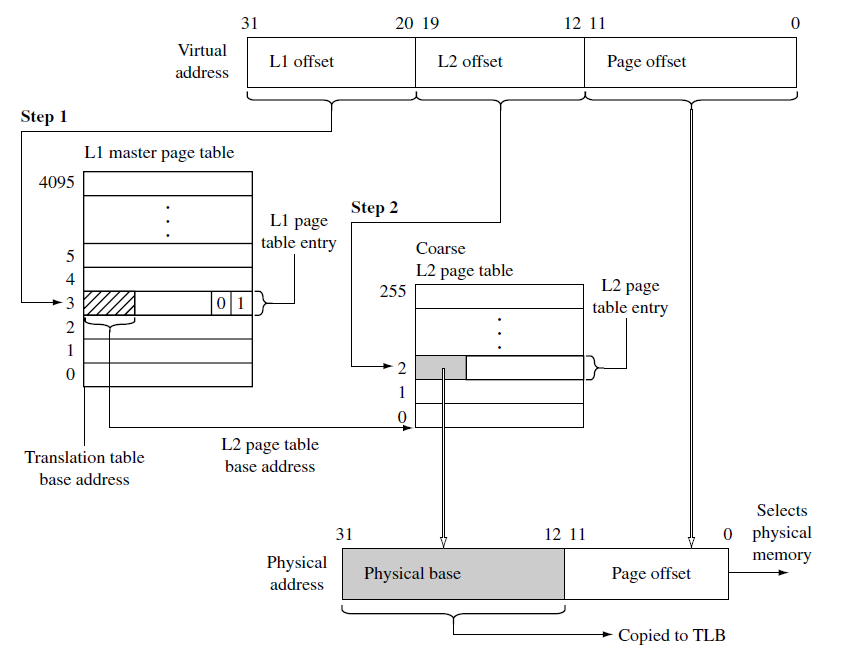 31 20 19 12 11 0
Virtual
address
L1 offset L2 offset Page offset
Step 1
L1 master page table
4095
.
.
.
5
4
3 0 1
2
1
0
L1 page
table entry
Step 2
Coarse
L2 page table
255
.
.
.
2
1
0
L2 page
table entry
Translation table
base address
L2 page table
base address
31 12 11 0
Physical
address
Physical base Page offset
Selects
physical
memory
Copied to TLB